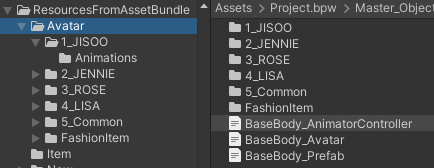 ResourcesFromAssetBundle
Avatar
1_JISOO
Animations
2_JENNIE
3_ROSE
4_LISA
5_Common
FashionItem
Item
Assets > Project.bpw > Master_Object
1_JISOO
2_JENNIE
3_ROSE
4_LISA
5_Common
FashionItem
BaseBody_AnimatorController
BaseBody_Avatar
BaseBody_Prefab